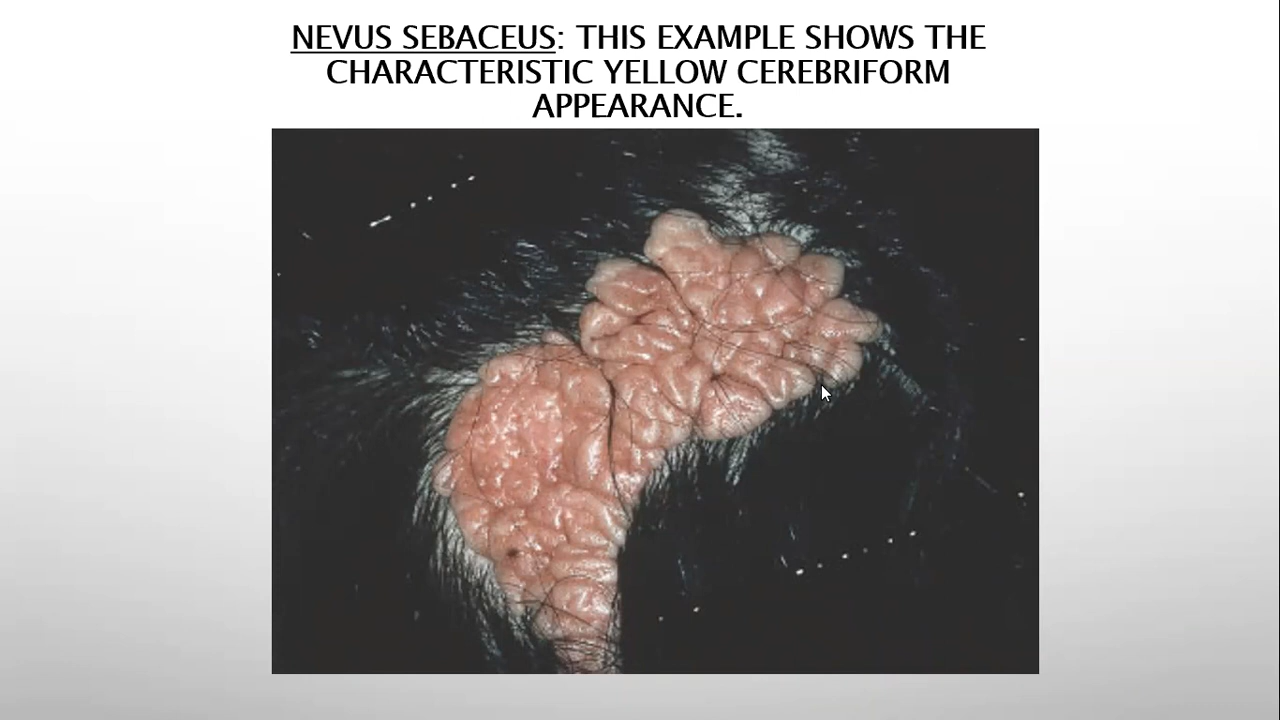 NEVUS SEBACEUS: THIS EXAMPLE SHOWS THE
CHARACTERISTIC YELLOW CEREBRIFORM
APPEARANCE.